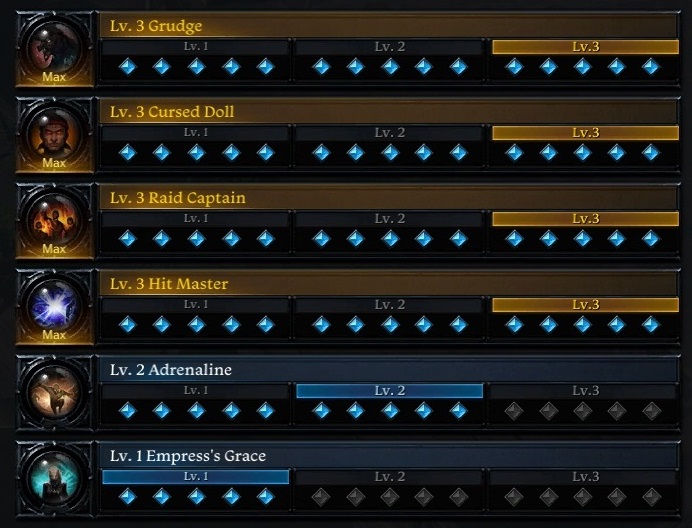 Lv. 3 Grudge
Lv. 1 Lv. 2 Lv.3
Max
Lv. 3 Cursed Doll
Lv. 1 Lv. 2 Lv.3
Max
Lv. 3 Raid Captain
Lv. 1 Lv. 2 Lv.3
Max
Lv. 3 Hit Master
Lv. 1 Lv. 2 Lv.3
Max
Lv. 2 Adrenaline
Lv. 1 Lv. 2 Lv.3
Lv. 1 Empress's Grace
Lv. 1 Lv. 2 Lv.3